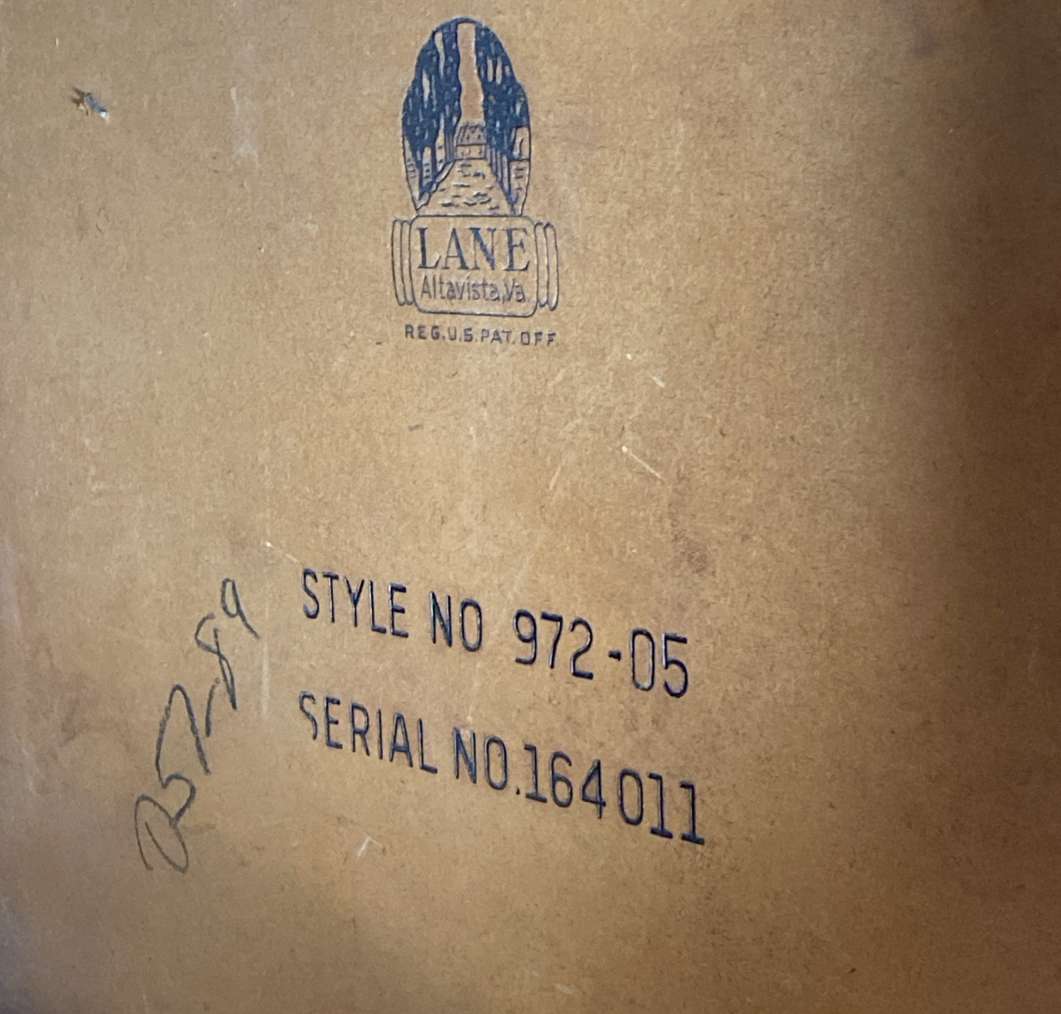 LANE
Altavista, Va.
REG. U.S. PAT. OFF.
STYLE NO 972-05
SERIAL NO.164011